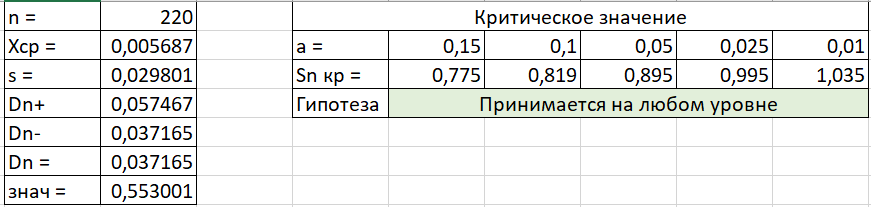 n = 220 Критическое значение
Xср = 0,005687 a = 0,15 0,1 0,05 0,025 0,01
s = 0,029801 Sn кр = 0,775 0,819 0,895 0,995 1,035
Dn+ 0,057467 Гипотеза Принимается на любом уровне
Dn- 0,037165
Dn = 0,037165
знач = 0,553001